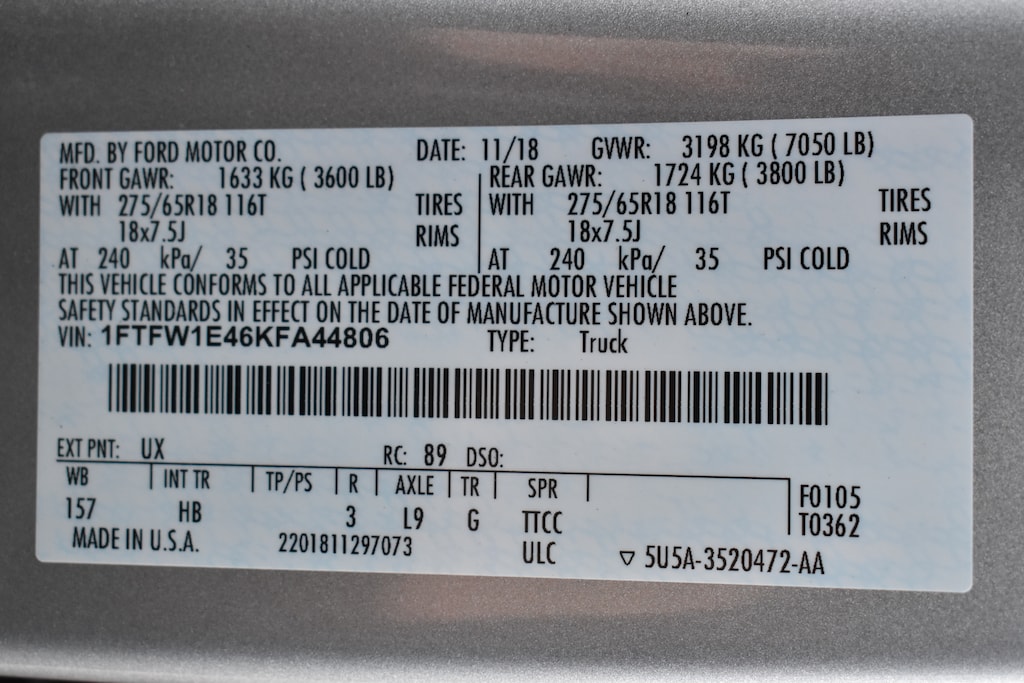 MFD. BY FORD MOTOR CO. DATE: 11/18 GVWR: 3198 KG ( 7050 LB)
FRONT GAWR: 1633 KG ( 3600 LB) REAR GAWR: 1724 KG ( 3800 LB)
WITH 275/65R18 116T TIRES WITH 275/65R18 116T TIRES
18x7.5J RIMS 18x7.5J RIMS
AT 240 kPa/ 35 PSI COLD AT 240 kPa/ 35 PSI COLD
THIS VEHICLE CONFORMS TO ALL APPLICABLE FEDERAL MOTOR VEHICLE
SAFETY STANDARDS IN EFFECT ON THE DATE OF MANUFACTURE SHOWN ABOVE.
VIN: 1FTFW1E46KFA44806 TYPE: Truck
EXT PNT: UX RC: 89 DSO:
WB INT TR TP/PS R AXLE TR SPR F0105
157 HB 3 L9 G TTCC T0362
MADE IN U.S.A. 2201811297073 ULC ▽ 5U5A-3520472-AA